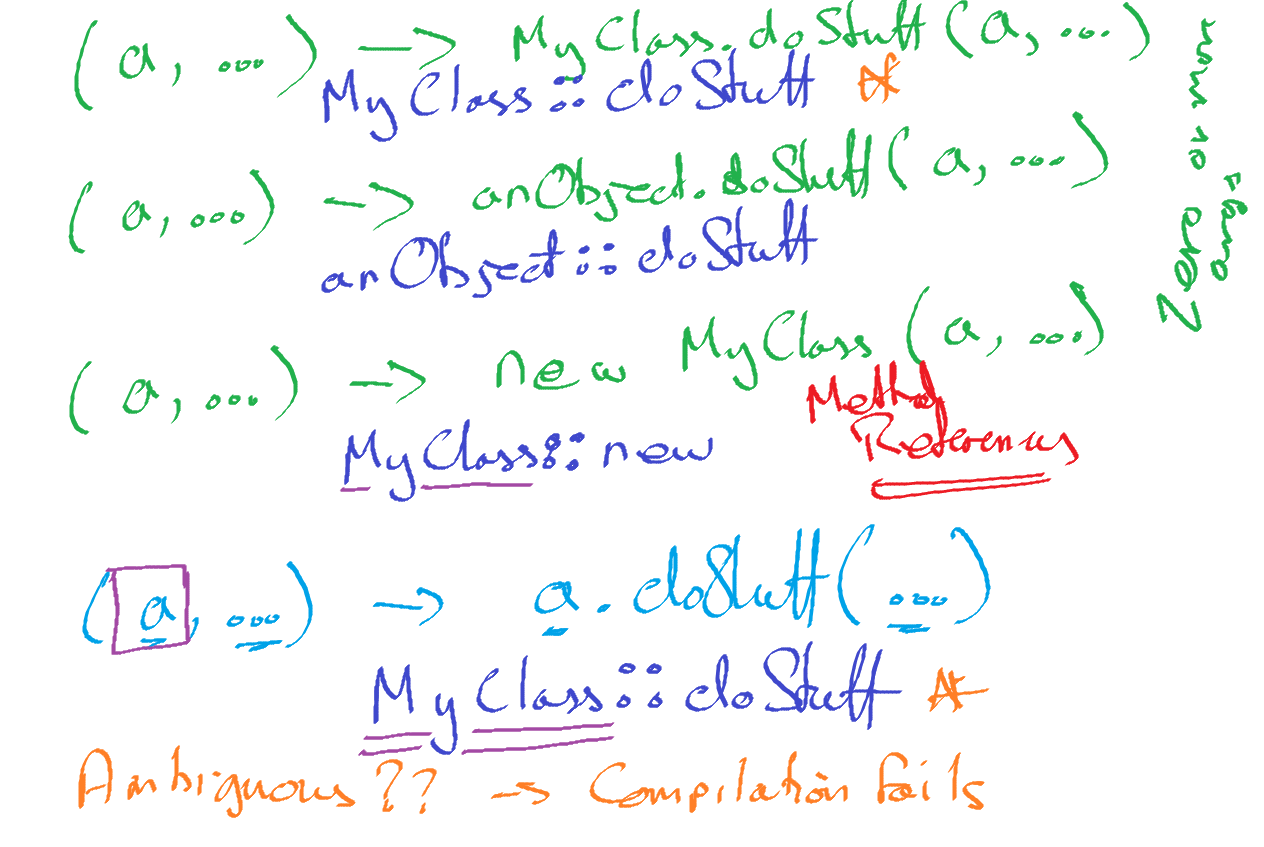 (a, ...) -> MyClass.doStuff(a, ...)
MyClass::doStuff *
(a, ...) -> anObject.doStuff(a, ...)
anObject::doStuff
(a, ...) -> new MyClass(a, ...)
MyClass::new
Zero or more
args
Method
References
(a, ...) -> a.doStuff(...)
MyClass::doStuff *
Ambiguous?? -> Compilation fails